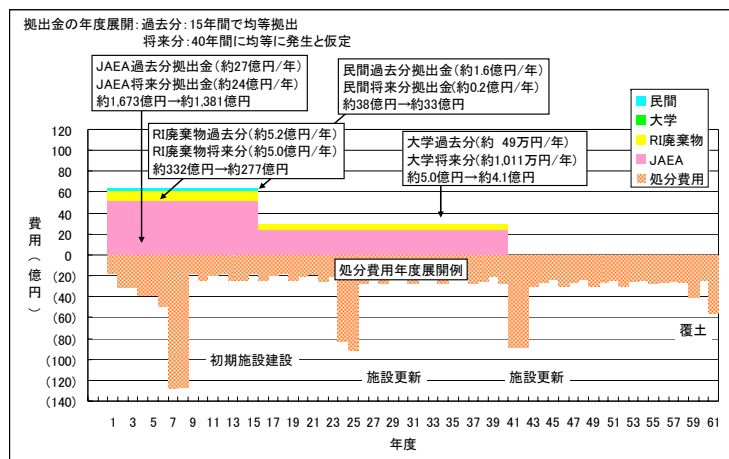 拠出金の年度展開：過去分：15年間で均等拠出
将来分：40年間に均等に発生と仮定
JAEA過去分拠出金（約27億円/年）
JAEA将来分拠出金（約24億円/年）
約1,673億円→約1,381億円
民間過去分拠出金（約1.6億円/年）
民間将来分拠出金（約0.2億円/年）
約38億円→約33億円
RI廃棄物過去分（約5.2億円/年）
RI廃棄物将来分（約5.0億円/年）
約332億円→約277億円
大学過去分（約 49万円/年）
大学将来分（約1,011万円/年）
約5.0億円→約4.1億円
民間
大学
RI廃棄物
JAEA
処分費用
費用（億円）
120
100
80
60
40
20
0
(20)
(40)
(60)
(80)
(100)
(120)
(140)
処分費用年度展開例
初期施設建設
施設更新
施設更新
覆土
1 3 5 7 9 11 13 15 17 19 21 23 25 27 29 31 33 35 37 39 41 43 45 47 49 51 53 55 57 59 61
年度